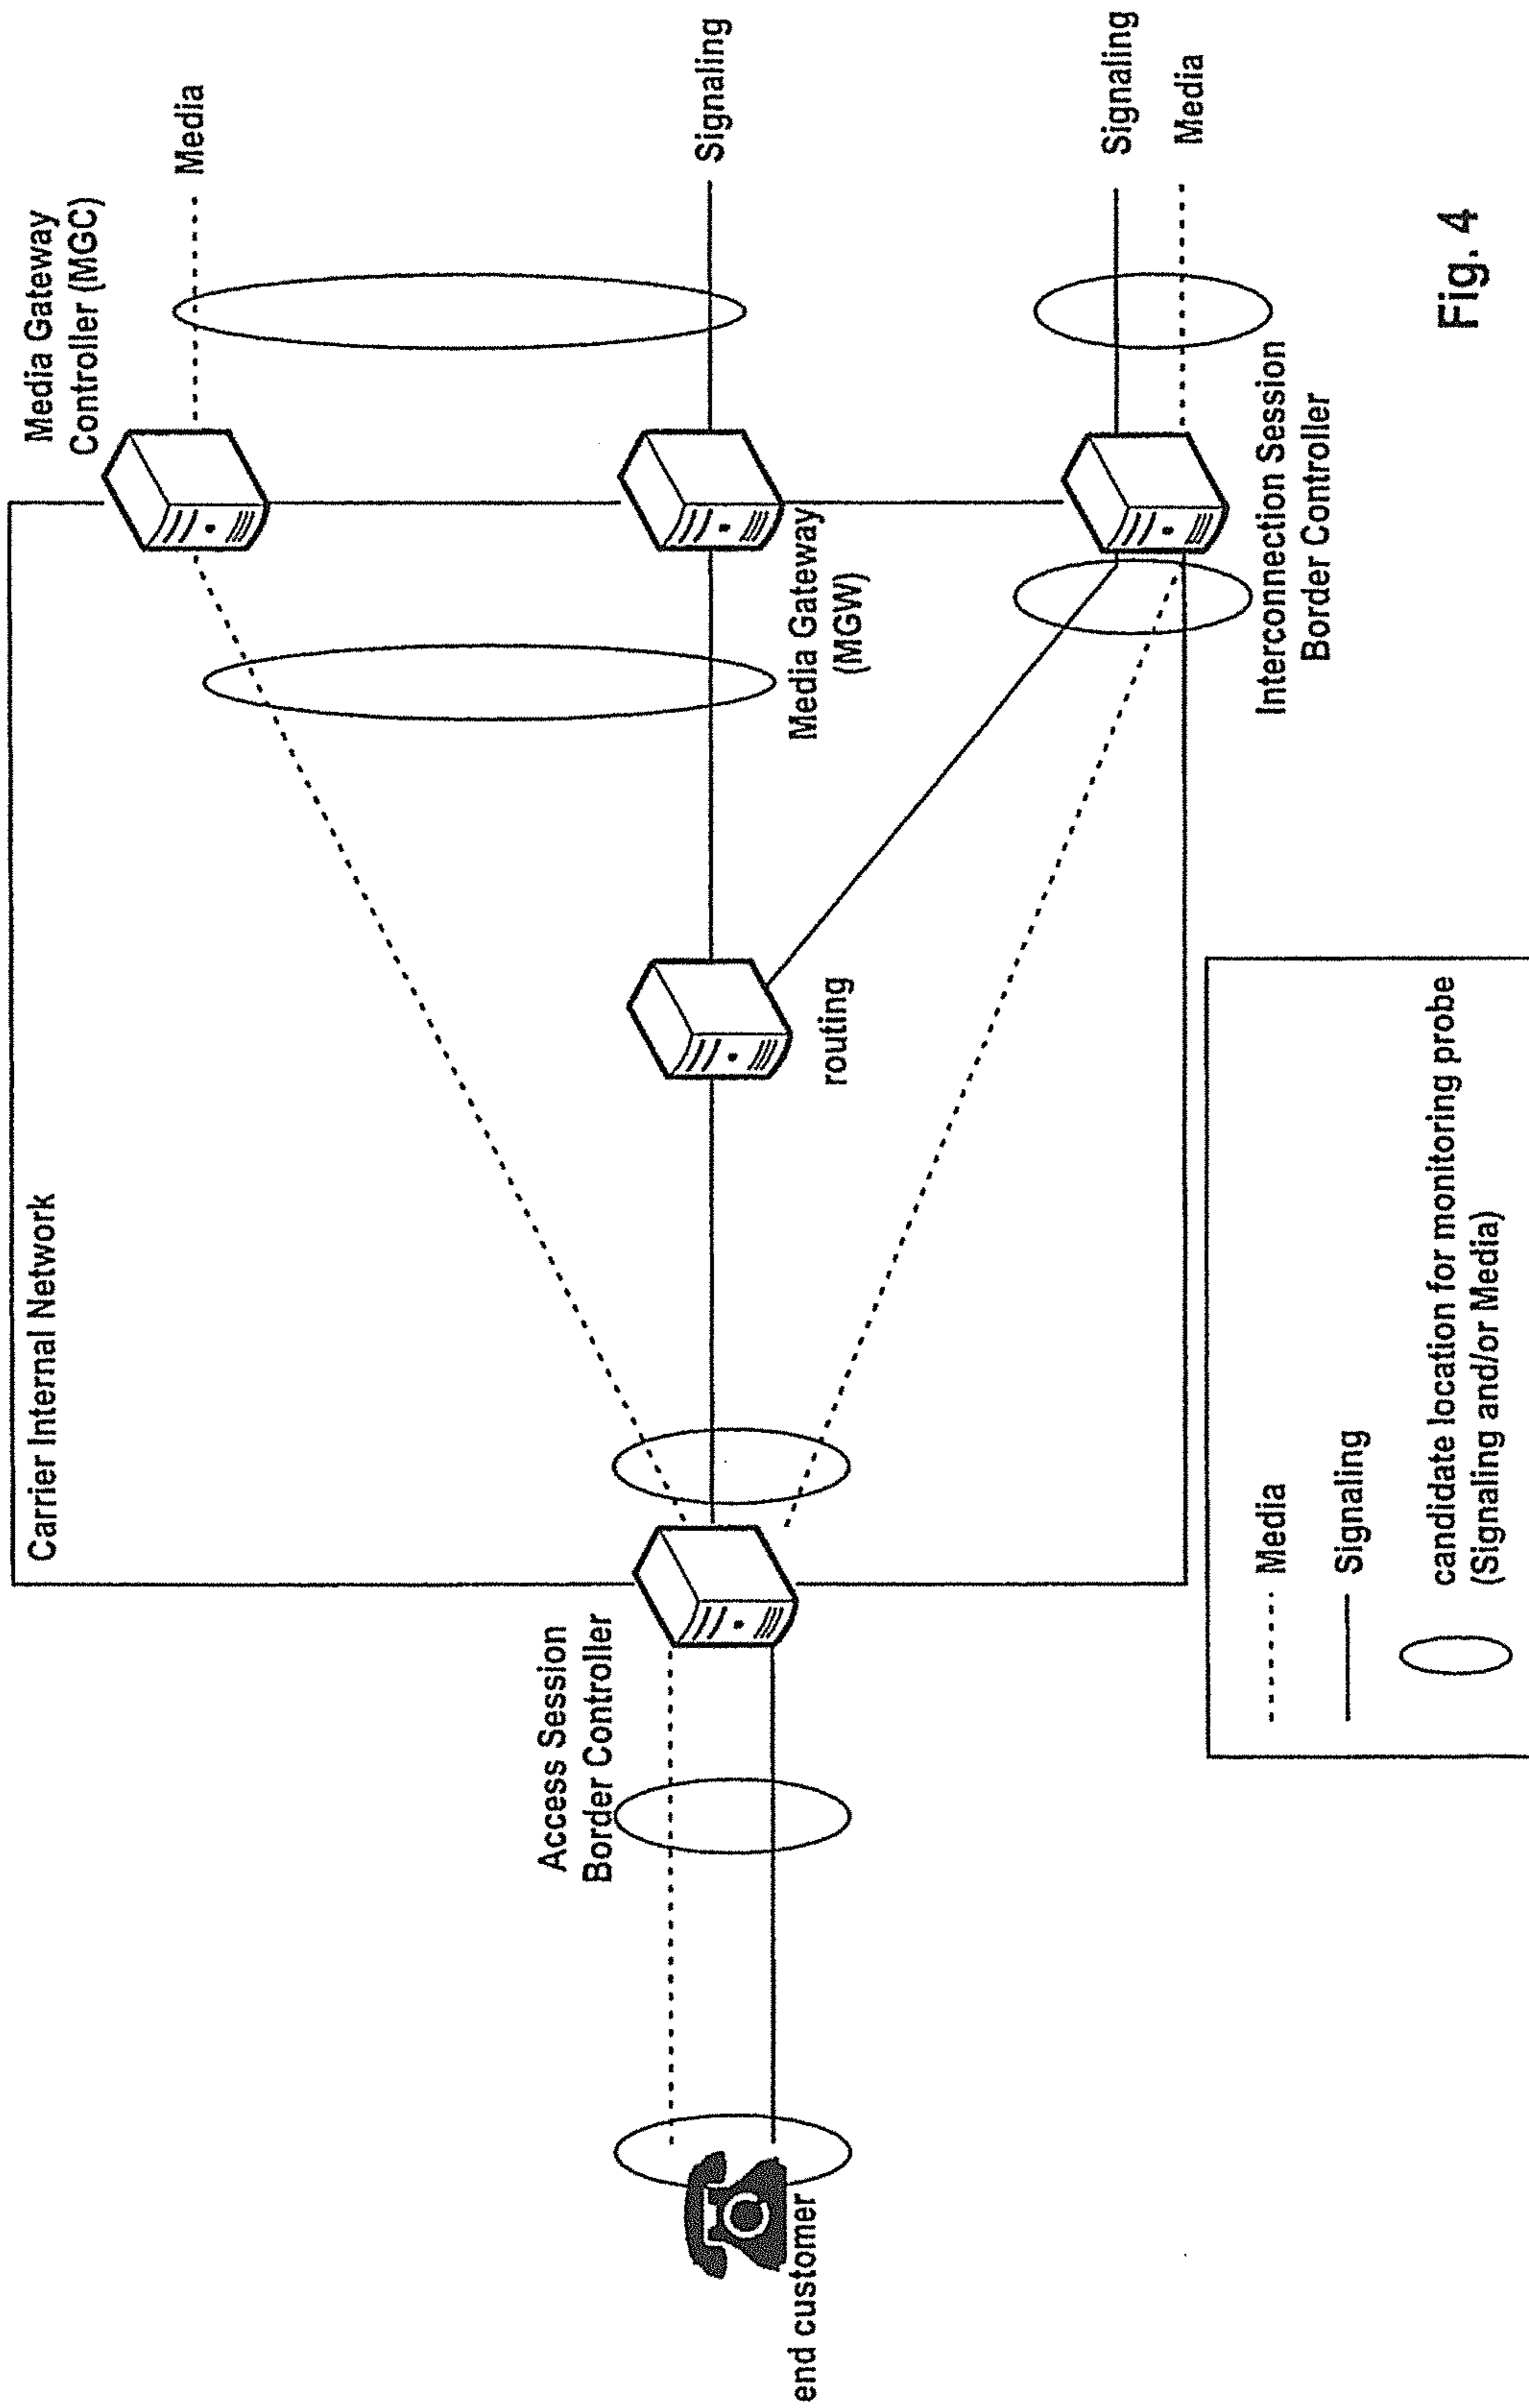 Carrier Internal Network
Media Gateway
Controller (MGC)
Media
Signaling
Media Gateway
(MGW)
routing
Access Session
Border Controller
end customer
Signaling
Media
Interconnection Session
Border Controller
Media
Signaling
candidate location for monitoring probe
(Signaling and/or Media)
Fig. 4